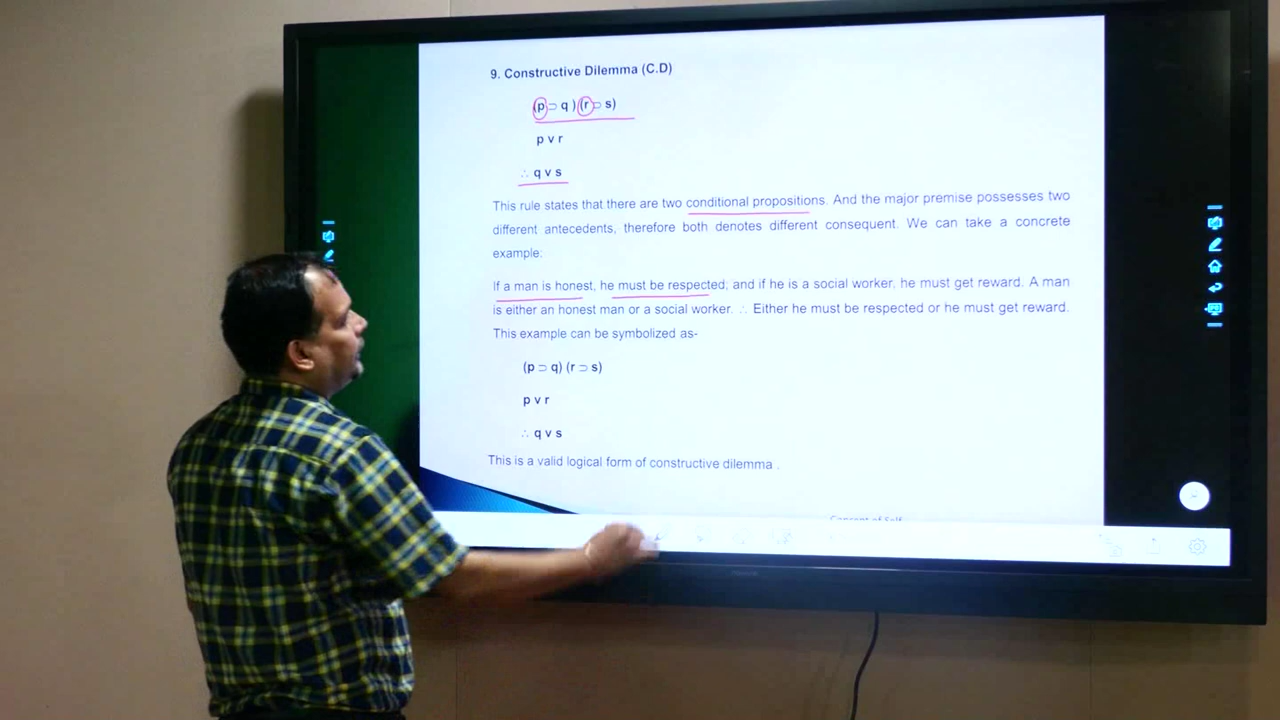 9. Constructive Dilemma (C.D)
(p ⊃ q ) (r ⊃ s)
p v r
∴ q v s
This rule states that there are two conditional propositions. And the major premise possesses two
different antecedents, therefore both denotes different consequent. We can take a concrete
example:
If a man is honest, he must be respected, and if he is a social worker, he must get reward. A man
is either an honest man or a social worker. ∴ Either he must be respected or he must get reward.
This example can be symbolized as-
(p ⊃ q) (r ⊃ s)
p v r
∴ q v s
This is a valid logical form of constructive dilemma .
Concept of Self